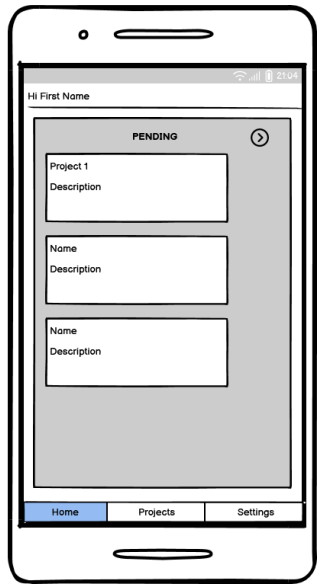 21:04
Hi First Name
PENDING
Project 1
Description
Name
Description
Name
Description
Home Projects Settings